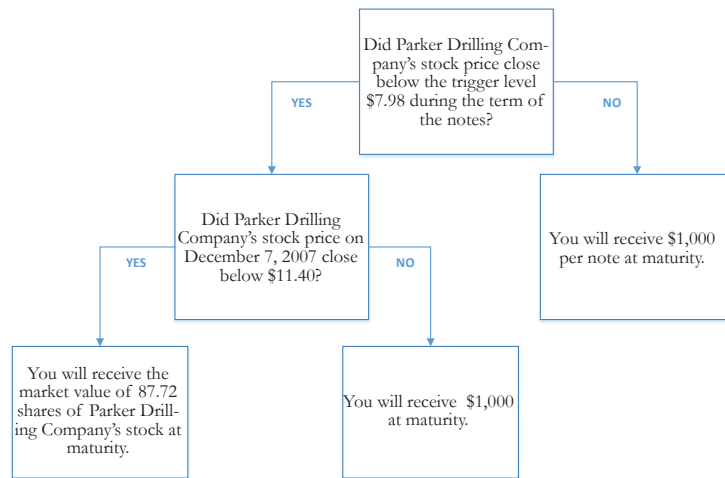 Did Parker Drilling Com-
pany's stock price close
below the trigger level
$7.98 during the term of
the notes?
YES
NO
Did Parker Drilling
Company's stock price on
December 7, 2007 close
below $11.40?
You will receive $1,000
per note at maturity.
YES
NO
You will receive the
market value of 87.72
shares of Parker Drill-
ing Company's stock at
maturity.
You will receive $1,000
at maturity.